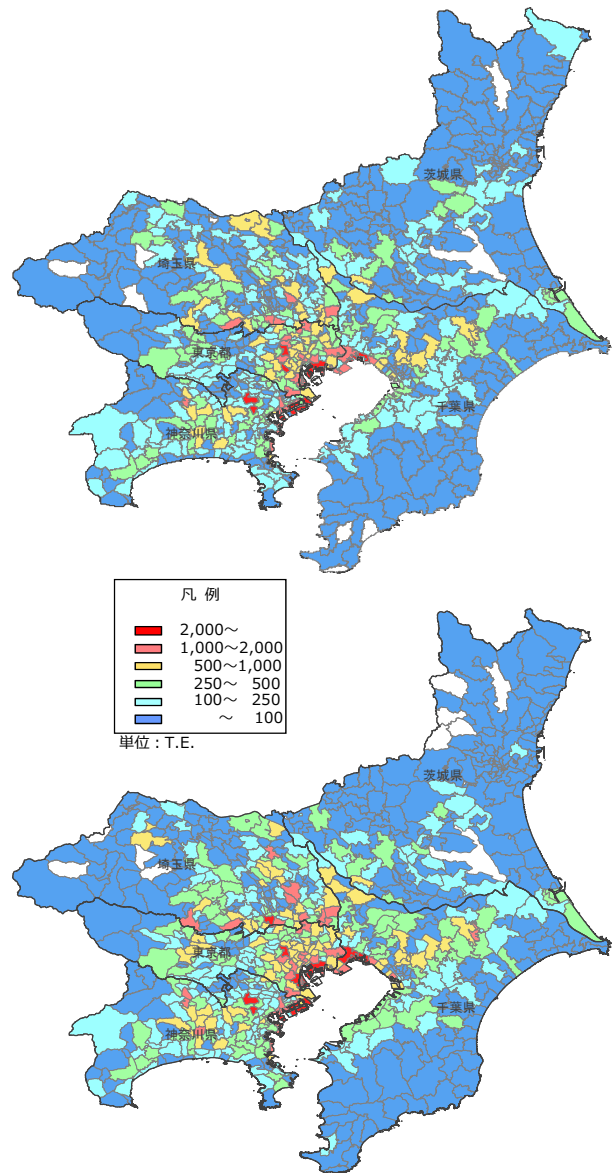 茨城県
埼玉県
東京都
千葉県
神奈川県
凡 例
2,000～
1,000～2,000
500～1,000
250～ 500
100～ 250
～ 100
単位：T.E.
茨城県
埼玉県
東京都
千葉県
神奈川県